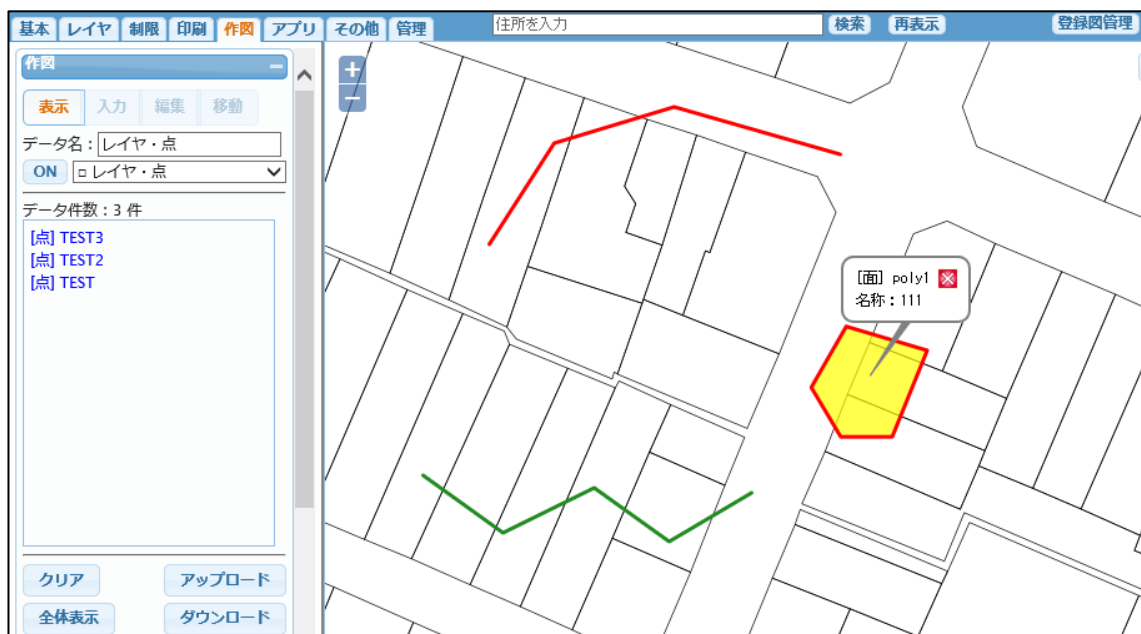 基本 レイヤ 制限 印刷 作図 アプリ その他 管理 住所を入力 検索 再表示 登録図管理
作図
表示 入力 編集 移動
データ名：レイヤ・点
ON □ レイヤ・点
データ件数：3 件
[点] TEST3
[点] TEST2
[点] TEST
クリア アップロード
全体表示 ダウンロード
+
−
[面] poly1
名称：111